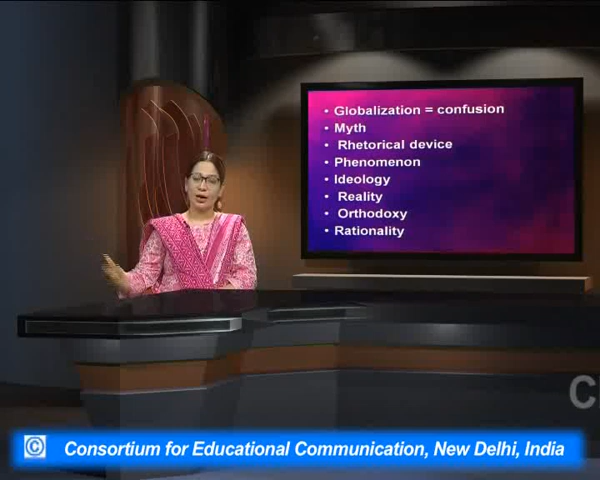 • Globalization = confusion
• Myth
• Rhetorical device
• Phenomenon
• Ideology
• Reality
• Orthodoxy
• Rationality
C
© Consortium for Educational Communication, New Delhi, India